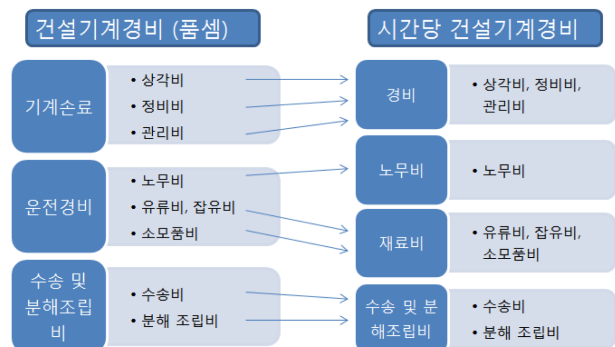 건설기계경비 (품셈)
기계손료
• 상각비
• 정비비
• 관리비
운전경비
• 노무비
• 유류비, 잡유비
• 소모품비
수송 및
분해조립
비
• 수송비
• 분해 조립비
시간당 건설기계경비
경비
• 상각비, 정비비,
관리비
노무비
• 노무비
재료비
• 유류비, 잡유비,
소모품비
수송 및 분
해조립비
• 수송비
• 분해 조립비